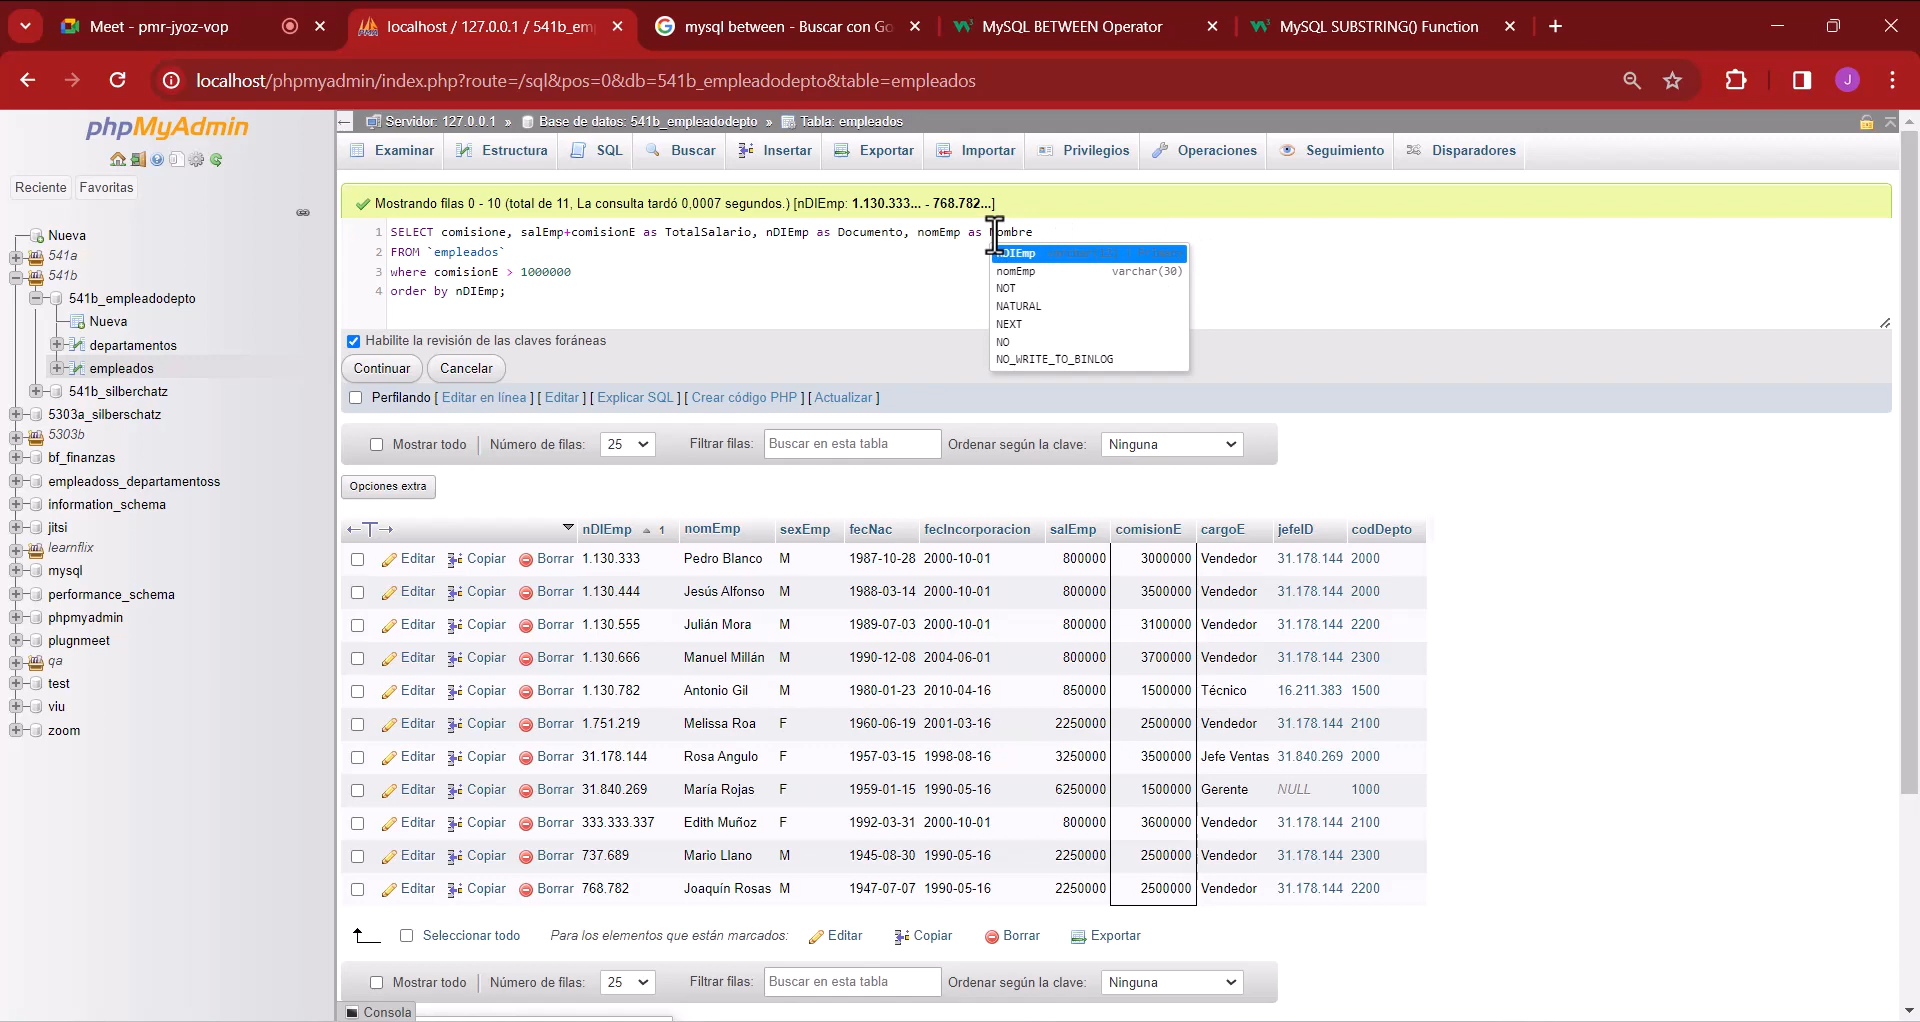 Meet - pmr-jyoz-vop
localhost / 127.0.0.1 / 541b_em
mysql between - Buscar con Go
MySQL BETWEEN Operator
MySQL SUBSTRING() Function
localhost/phpmyadmin/index.php?route=/sql&pos=0&db=541b_empleadodepto&table=empleados
J
phpMyAdmin
Reciente Favoritas
Nueva
541a
541b
541b_empleadodepto
Nueva
departamentos
empleados
541b_silberchatz
5303a_silberschatz
5303b
bf_finanzas
empleadoss_departamentoss
information_schema
jitsi
learnflix
mysql
performance_schema
phpmyadmin
plugnmeet
qa
test
viu
zoom
Servidor: 127.0.0.1 » Base de datos: 541b_empleadodepto » Tabla: empleados
Examinar Estructura SQL Buscar Insertar Exportar Importar Privilegios Operaciones Seguimiento Disparadores
Mostrando filas 0 - 10 (total de 11, La consulta tardó 0,0007 segundos.) [nDIEmp: 1.130.333... - 768.782...]
1 SELECT comisione, salEmp+comisionE as TotalSalario, nDIEmp as Documento, nomEmp as Nombre
2 FROM `empleados`
3 where comisionE > 1000000
4 order by nDIEmp;
nDIEmp
nomEmp varchar(30)
NOT
NATURAL
NEXT
NO
NO_WRITE_TO_BINLOG
Habilite la revisión de las claves foráneas
Continuar Cancelar
Perfilando [ Editar en línea ] [ Editar ] [ Explicar SQL ] [ Crear código PHP ] [ Actualizar ]
Mostrar todo Número de filas: 25 Filtrar filas: Buscar en esta tabla Ordenar según la clave: Ninguna
Opciones extra
←T→ nDIEmp 1 nomEmp sexEmp fecNac fecIncorporacion salEmp comisionE cargoE jefeID codDepto
Editar Copiar Borrar 1.130.333 Pedro Blanco M 1987-10-28 2000-10-01 800000 3000000 Vendedor 31.178.144 2000
Editar Copiar Borrar 1.130.444 Jesús Alfonso M 1988-03-14 2000-10-01 800000 3500000 Vendedor 31.178.144 2000
Editar Copiar Borrar 1.130.555 Julián Mora M 1989-07-03 2000-10-01 800000 3100000 Vendedor 31.178.144 2200
Editar Copiar Borrar 1.130.666 Manuel Millán M 1990-12-08 2004-06-01 800000 3700000 Vendedor 31.178.144 2300
Editar Copiar Borrar 1.130.782 Antonio Gil M 1980-01-23 2010-04-16 850000 1500000 Técnico 16.211.383 1500
Editar Copiar Borrar 1.751.219 Melissa Roa F 1960-06-19 2001-03-16 2250000 2500000 Vendedor 31.178.144 2100
Editar Copiar Borrar 31.178.144 Rosa Angulo F 1957-03-15 1998-08-16 3250000 3500000 Jefe Ventas 31.840.269 2000
Editar Copiar Borrar 31.840.269 María Rojas F 1959-01-15 1990-05-16 6250000 1500000 Gerente NULL 1000
Editar Copiar Borrar 333.333.337 Edith Muñoz F 1992-03-31 2000-10-01 800000 3600000 Vendedor 31.178.144 2100
Editar Copiar Borrar 737.689 Mario Llano M 1945-08-30 1990-05-16 2250000 2500000 Vendedor 31.178.144 2300
Editar Copiar Borrar 768.782 Joaquín Rosas M 1947-07-07 1990-05-16 2250000 2500000 Vendedor 31.178.144 2200
Seleccionar todo Para los elementos que están marcados: Editar Copiar Borrar Exportar
Mostrar todo Número de filas: 25 Filtrar filas: Buscar en esta tabla Ordenar según la clave: Ninguna
Consola